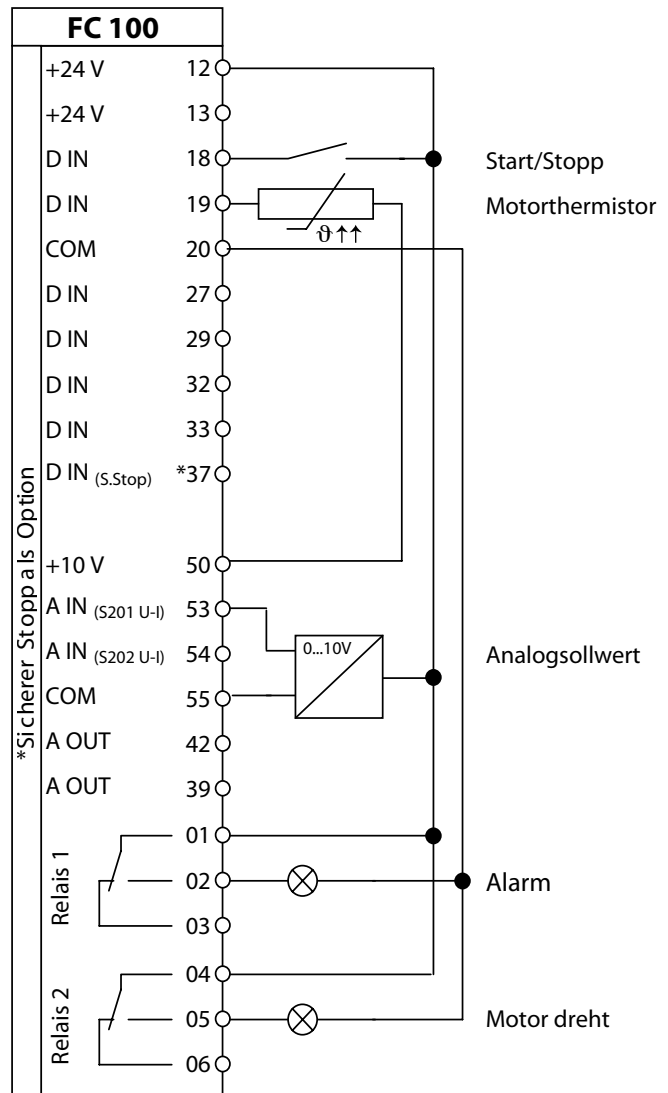 FC 100
+24 V 12
+24 V 13
D IN 18 Start/Stopp
D IN 19 Motorthermistor
ϑ↑↑
COM 20
D IN 27
D IN 29
D IN 32
D IN 33
D IN (S.Stop) *37
*Sicherer Stopp als Option
+10 V 50
A IN (S201 U-I) 53
0...10V
A IN (S202 U-I) 54 Analogsollwert
COM 55
A OUT 42
A OUT 39
Relais 1
01
02 Alarm
03
Relais 2
04
05 Motor dreht
06